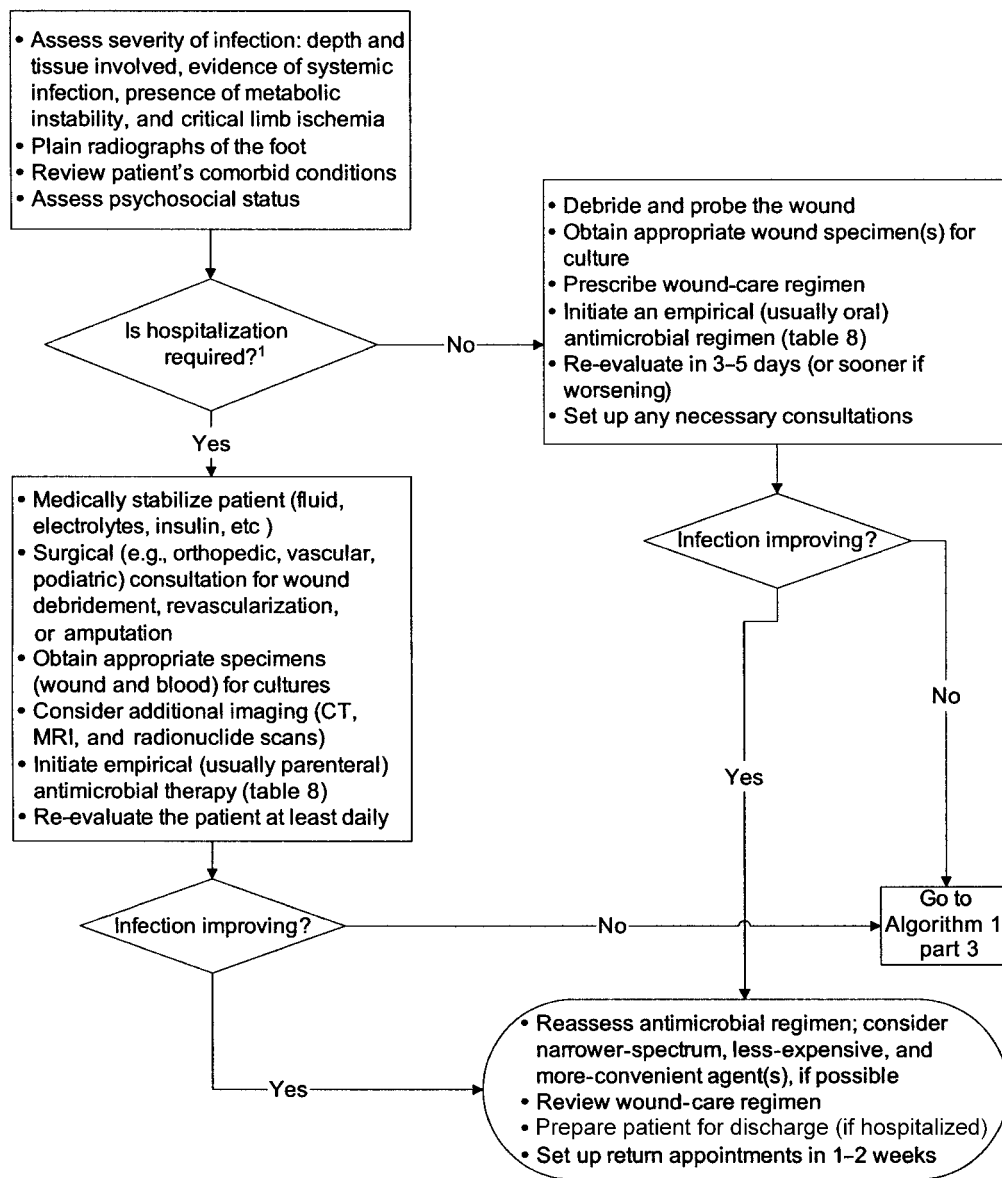 • Assess severity of infection: depth and
tissue involved, evidence of systemic
infection, presence of metabolic
instability, and critical limb ischemia
• Plain radiographs of the foot
• Review patient's comorbid conditions
• Assess psychosocial status
Is hospitalization
required?1
No
• Debride and probe the wound
• Obtain appropriate wound specimen(s) for
culture
• Prescribe wound-care regimen
• Initiate an empirical (usually oral)
antimicrobial regimen (table 8)
• Re-evaluate in 3–5 days (or sooner if
worsening)
• Set up any necessary consultations
Yes
• Medically stabilize patient (fluid,
electrolytes, insulin, etc )
• Surgical (e.g., orthopedic, vascular,
podiatric) consultation for wound
debridement, revascularization,
or amputation
• Obtain appropriate specimens
(wound and blood) for cultures
• Consider additional imaging (CT,
MRI, and radionuclide scans)
• Initiate empirical (usually parenteral)
antimicrobial therapy (table 8)
• Re-evaluate the patient at least daily
Infection improving?
No
Yes
Infection improving?
No
Go to
Algorithm 1
part 3
Yes
• Reassess antimicrobial regimen; consider
narrower-spectrum, less-expensive, and
more-convenient agent(s), if possible
• Review wound-care regimen
• Prepare patient for discharge (if hospitalized)
• Set up return appointments in 1–2 weeks